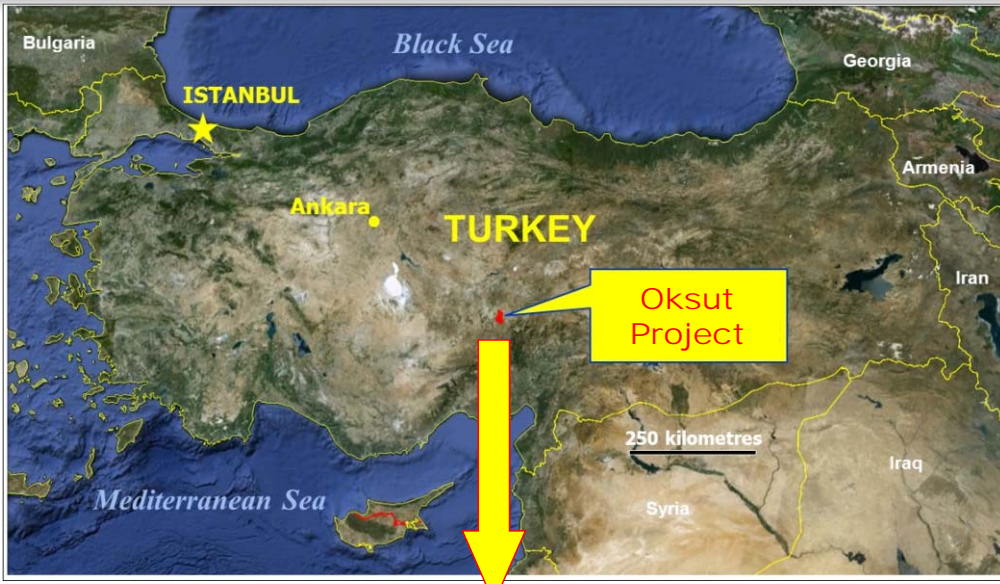 Bulgaria
Black Sea
Georgia
ISTANBUL
Armenia
Ankara
TURKEY
Iran
Oksut
Project
250 kilometres
Iraq
Mediterranean Sea
Syria